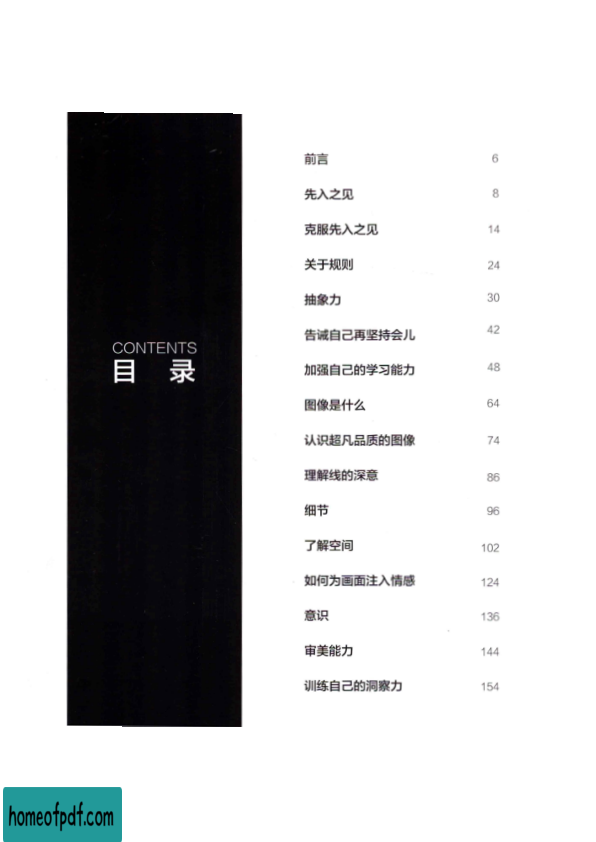 CONTENTS
目 录
前言 6
先入之见 8
克服先入之见 14
关于规则 24
抽象力 30
告诫自己再坚持会儿 42
加强自己的学习能力 48
图像是什么 64
认识超凡品质的图像 74
理解线的深意 86
细节 96
了解空间 102
如何为画面注入情感 124
意识 136
审美能力 144
训练自己的洞察力 154
homeofpdf.com